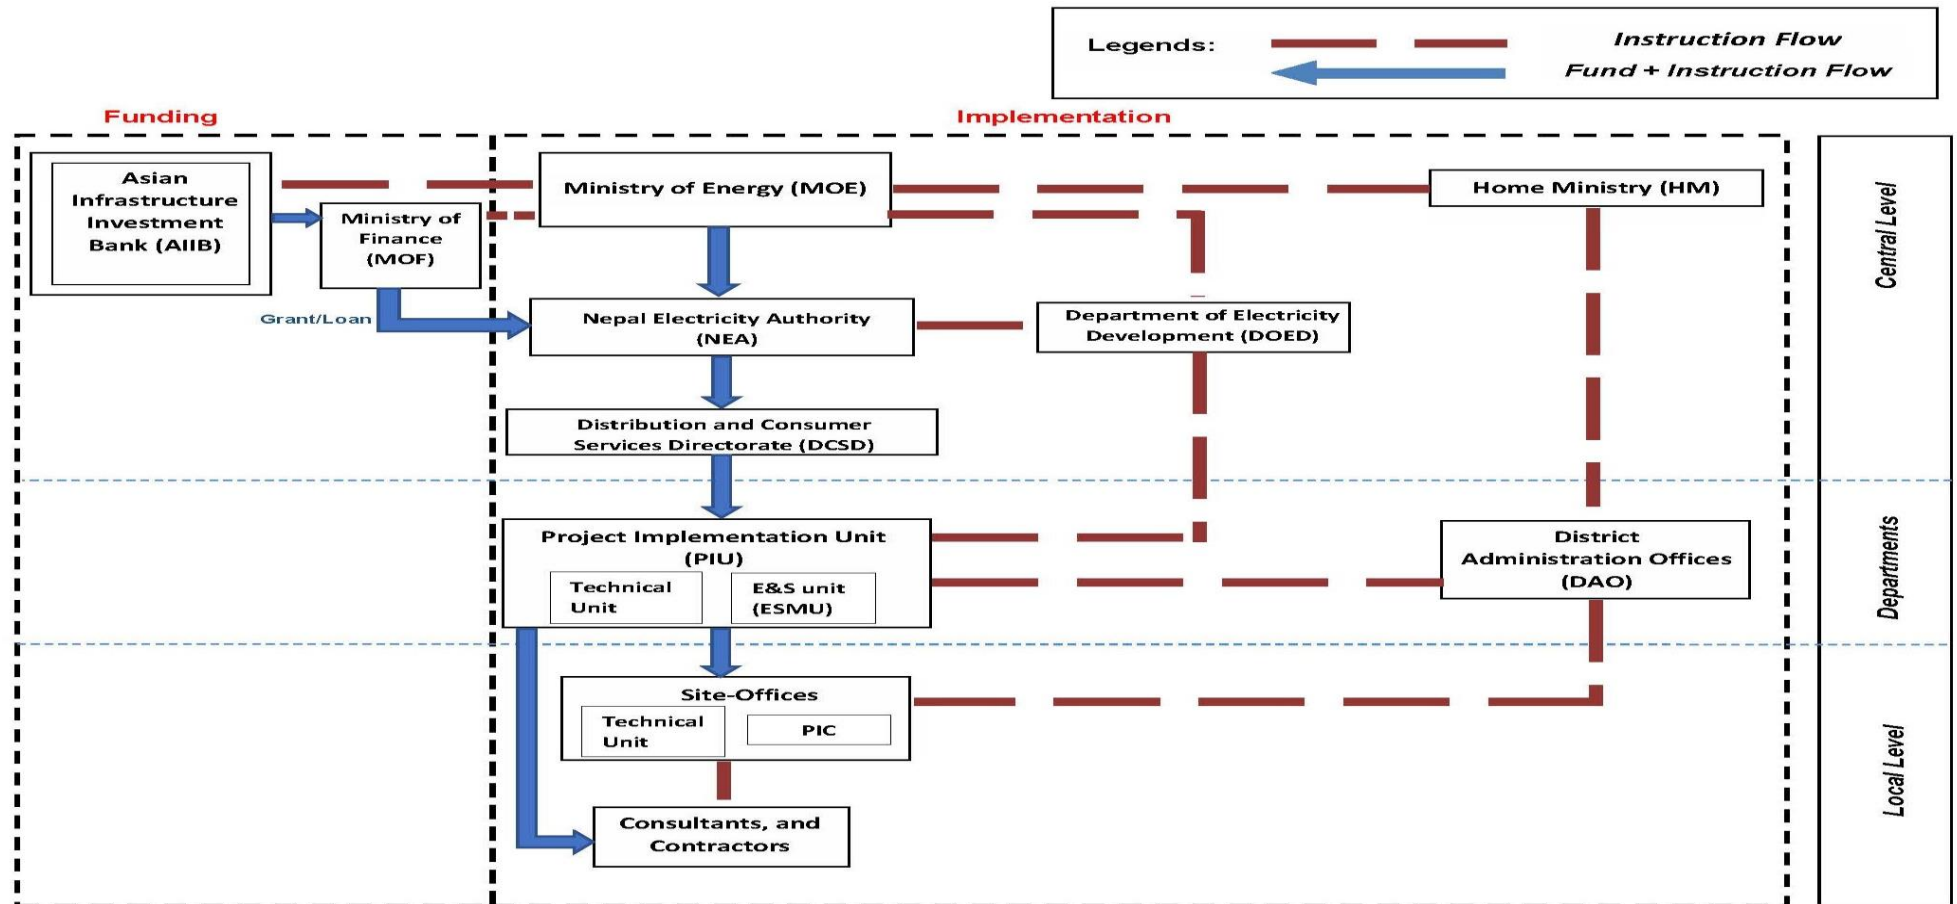 Legends:
Instruction Flow
Fund + Instruction Flow
Funding
Implementation
Asian
Infrastructure
Investment
Bank (AIIB)
Ministry of
Finance
(MOF)
Grant/Loan
Ministry of Energy (MOE)
Home Ministry (HM)
Nepal Electricity Authority
(NEA)
Department of Electricity
Development (DOED)
Distribution and Consumer
Services Directorate (DCSD)
Project Implementation Unit
(PIU)
Technical
Unit
E&S unit
(ESMU)
District
Administration Offices
(DAO)
Site-Offices
Technical
Unit
PIC
Consultants, and
Contractors
Central Level
Departments
Local Level